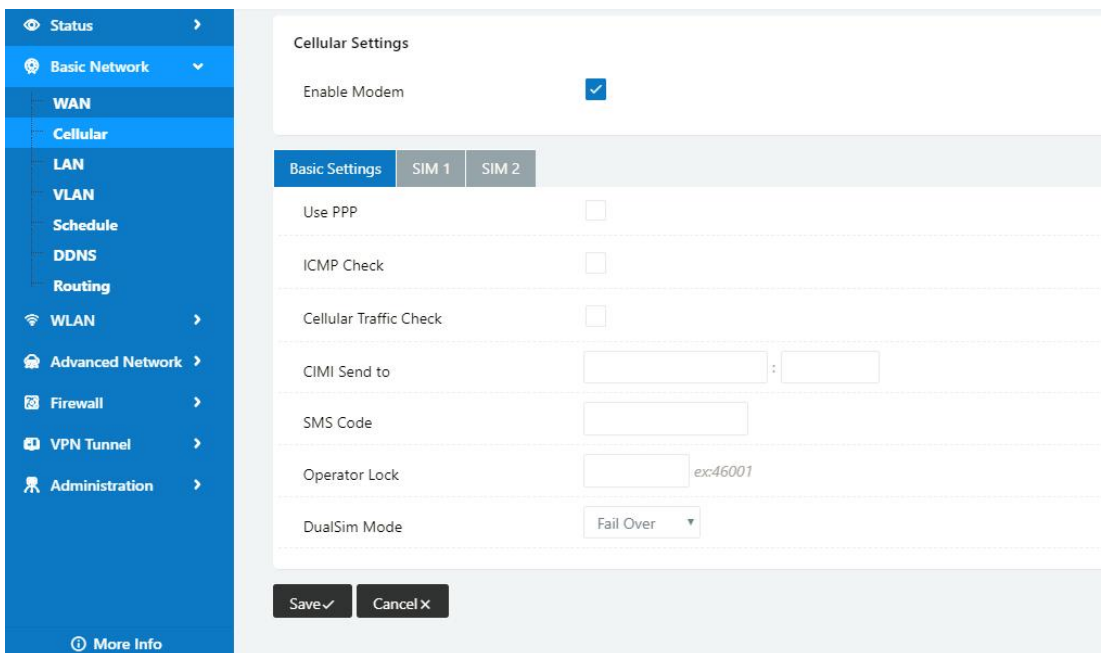 Status
Basic Network
WAN
Cellular
LAN
VLAN
Schedule
DDNS
Routing
WLAN
Advanced Network
Firewall
VPN Tunnel
Administration
More Info
Cellular Settings
Enable Modem
Basic Settings SIM 1 SIM 2
Use PPP
ICMP Check
Cellular Traffic Check
CIMI Send to :
SMS Code
Operator Lock ex:46001
DualSim Mode Fail Over
Save Cancel